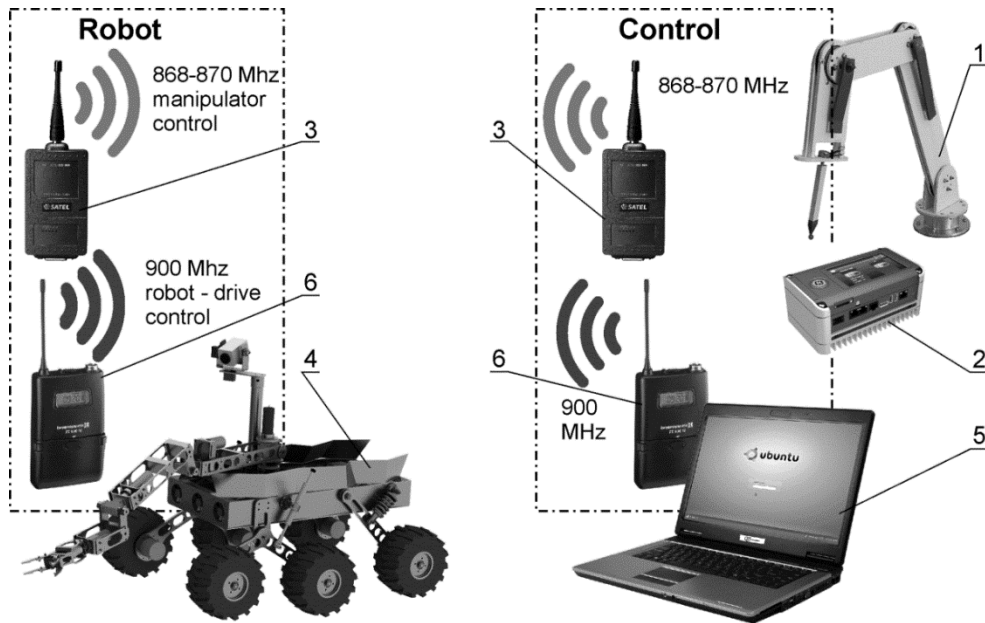 Robot
868-870 Mhz
manipulator
control
3
SATEL
900 Mhz
robot - drive
control
6
4
Control
868-870 MHz
1
3
SATEL
2
6
900
MHz
ubuntu
5